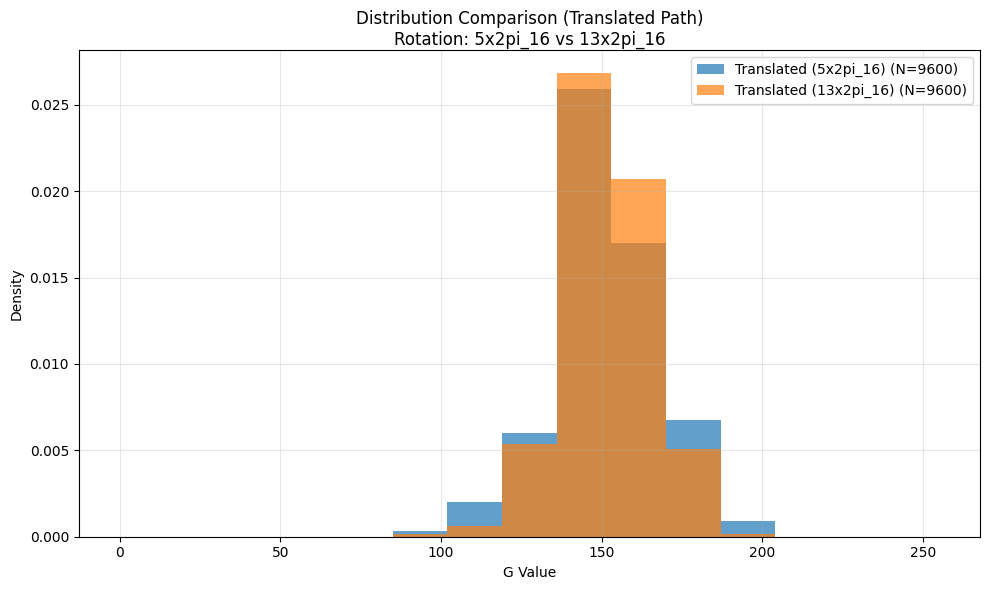 Distribution Comparison (Translated Path)
Rotation: 5x2pi_16 vs 13x2pi_16
Translated (5x2pi_16) (N=9600)
Translated (13x2pi_16) (N=9600)
Density
0.025
0.020
0.015
0.010
0.005
0.000
0 50 100 150 200 250
G Value